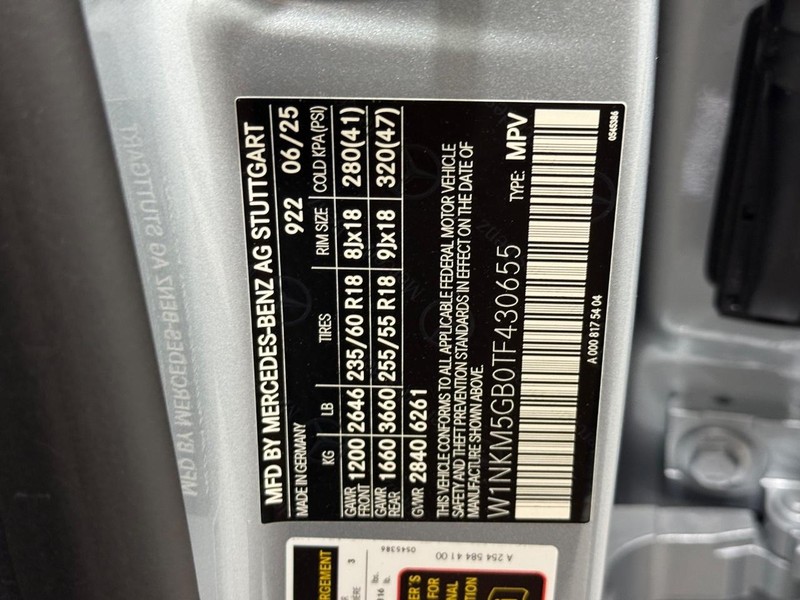 MFD BY MERCEDES-BENZ AG STUTTGART
MADE IN GERMANY 922 06/25
KG LB TIRES RIM SIZE COLD KPA(PSI)
GAWR FRONT 1200 2646 235/60 R18 8Jx18 280(41)
GAWR REAR 1660 3660 255/55 R18 9Jx18 320(47)
GVWR 2840 6261
THIS VEHICLE CONFORMS TO ALL APPLICABLE FEDERAL MOTOR VEHICLE
SAFETY AND THEFT PREVENTION STANDARDS IN EFFECT ON THE DATE OF
MANUFACTURE SHOWN ABOVE.
W1NKM5GB0TF430655 TYPE: MPV
A 000 817 54 04
0545386
A 254 584 41 00
0545386
3